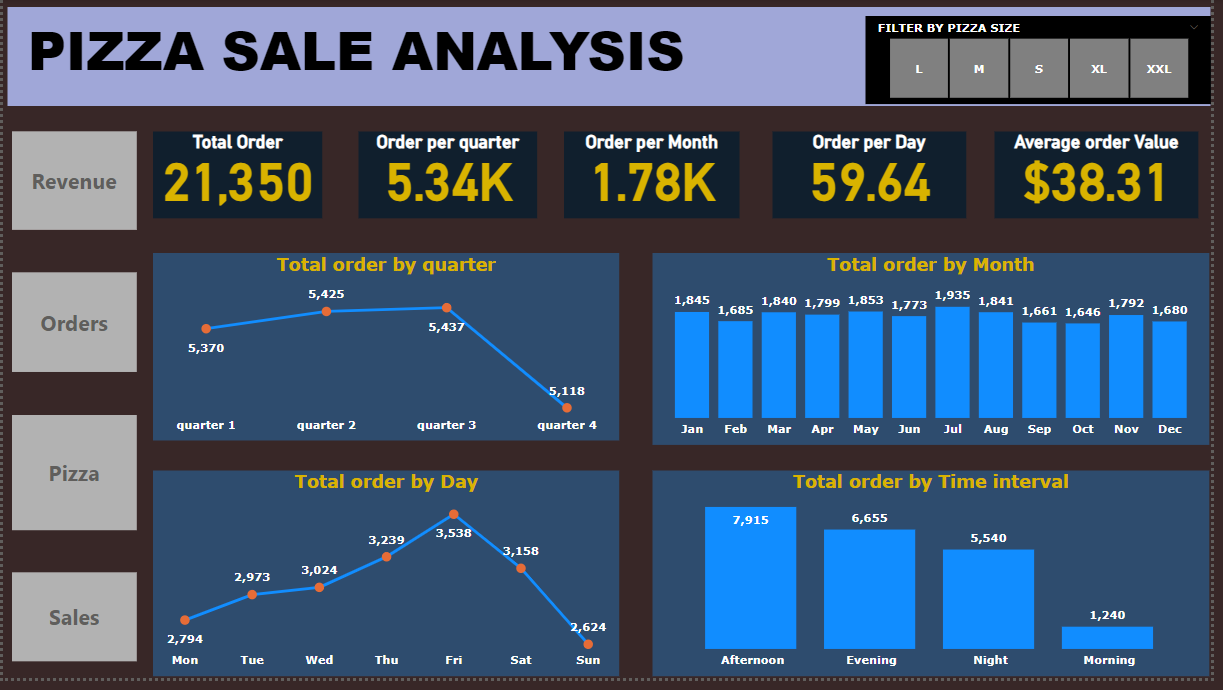 PIZZA SALE ANALYSIS
FILTER BY PIZZA SIZE
L M S XL XXL
Revenue
Orders
Pizza
Sales
Total Order
21,350
Order per quarter
5.34K
Order per Month
1.78K
Order per Day
59.64
Average order Value
$38.31
Total order by quarter
5,370 5,425 5,437 5,118
quarter 1 quarter 2 quarter 3 quarter 4
Total order by Month
1,845 1,685 1,840 1,799 1,853 1,773 1,935 1,841 1,661 1,646 1,792 1,680
Jan Feb Mar Apr May Jun Jul Aug Sep Oct Nov Dec
Total order by Day
2,794 2,973 3,024 3,239 3,538 3,158 2,624
Mon Tue Wed Thu Fri Sat Sun
Total order by Time interval
7,915 6,655 5,540 1,240
Afternoon Evening Night Morning